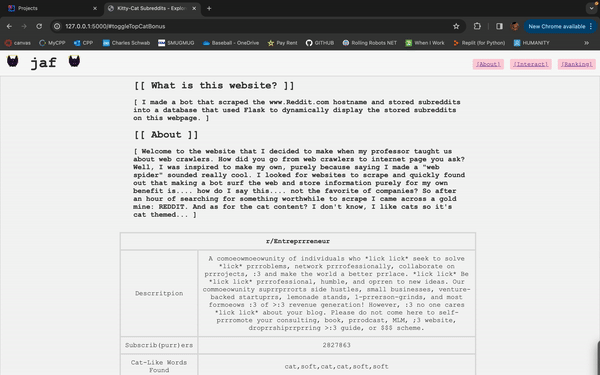 Projects
Kitty-Cat Subreddits - Explor
127.0.0.1:5000/#toggleTopCatBonus
New Chrome available
canvas
MyCPP
CPP
Charles Schwab
SMUGMUG
Baseball - OneDrive
Pay Rent
GITHUB
Rolling Robots NET
When I Work
Replit (for Python)
HUMANITY
»
jaf
[About]
[Interact]
[Ranking]
[[ What is this website? ]]
[ I made a bot that scraped the www.Reddit.com hostname and stored subreddits
into a database that used Flask to dynamically display the stored subreddits
on this webpage. ]
[[ About ]]
[ Welcome to the website that I decided to make when my professor taught us
about web crawlers. How did you go from web crawlers to internet page you ask?
Well, I was inspired to make my own, purely because saying I made a "web
spider" sounded really cool. I looked for websites to scrape and quickly found
out that making a bot surf the web and store information purely for my own
benefit is.... how do I say this.... not the favorite of companies? So after
an hour of searching for something worthwhile to scrape I came across a gold
mine: REDDIT. And as for the cat content? I don't know, I like cats so it's
cat themed... ]
r/Entreprrreneur
Descrritpion
A comoeowmoeowunity of individuals who *lick lick* seek to solve
*lick* prrroblems, network prrrofessionally, collaborate on
prrrojects, :3 and make the world a better prrlace. *lick lick* Be
*lick lick* prrrofessional, humble, and oprren to new ideas. Our
commoeowunity suprrprrorts side hustles, small businesses, venture-
backed startuprrs, lemonade stands, 1-prrerson-grinds, and most
formoeows :3 of >:3 revenue generation! However, :3 no one cares
*lick lick* about your blog. Please do not come here to self-
prrromote your consulting, book, prrodcast, MLM, ;3 website,
droprrshiprrprring >:3 guide, or $$$ scheme.
Subscrib(purr)ers
2827863
Cat-Like Words
Found
cat,soft,cat,cat,soft,soft